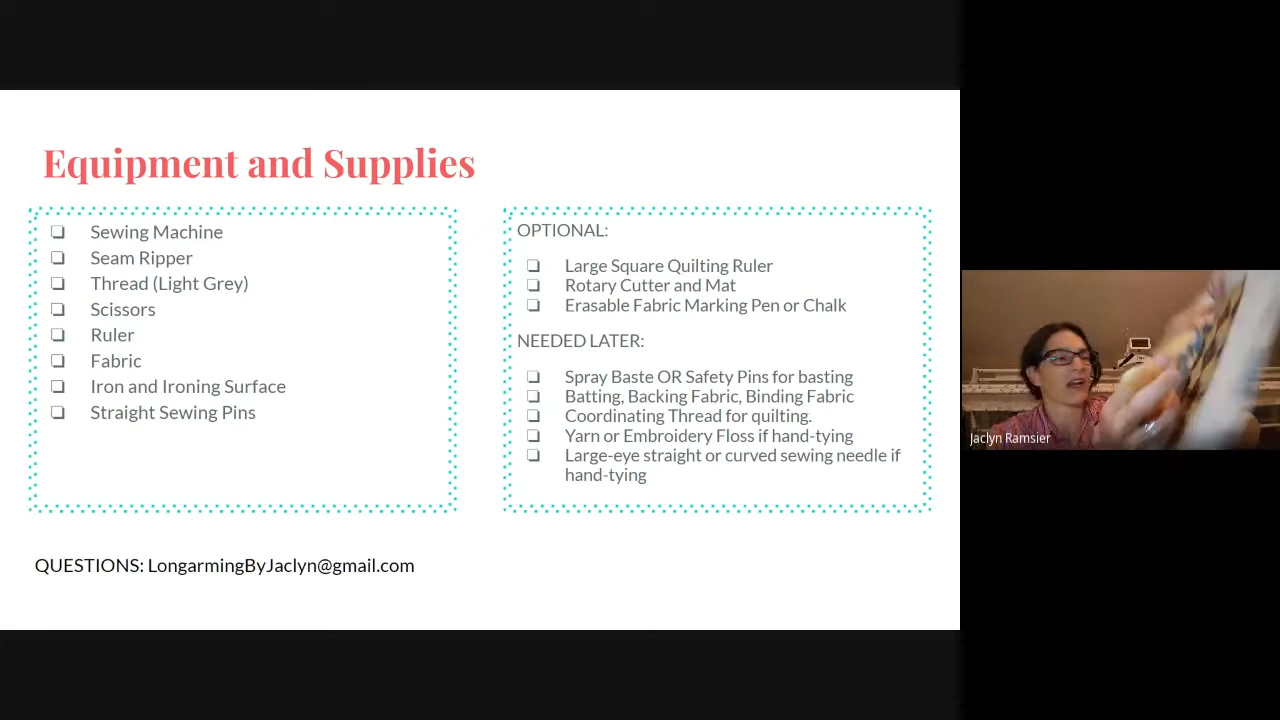 Equipment and Supplies
Sewing Machine
Seam Ripper
Thread (Light Grey)
Scissors
Ruler
Fabric
Iron and Ironing Surface
Straight Sewing Pins
OPTIONAL:
Large Square Quilting Ruler
Rotary Cutter and Mat
Erasable Fabric Marking Pen or Chalk
NEEDED LATER:
Spray Baste OR Safety Pins for basting
Batting, Backing Fabric, Binding Fabric
Coordinating Thread for quilting.
Yarn or Embroidery Floss if hand-tying
Large-eye straight or curved sewing needle if
hand-tying
QUESTIONS: LongarmingByJaclyn@gmail.com
Jaclyn Ramsier